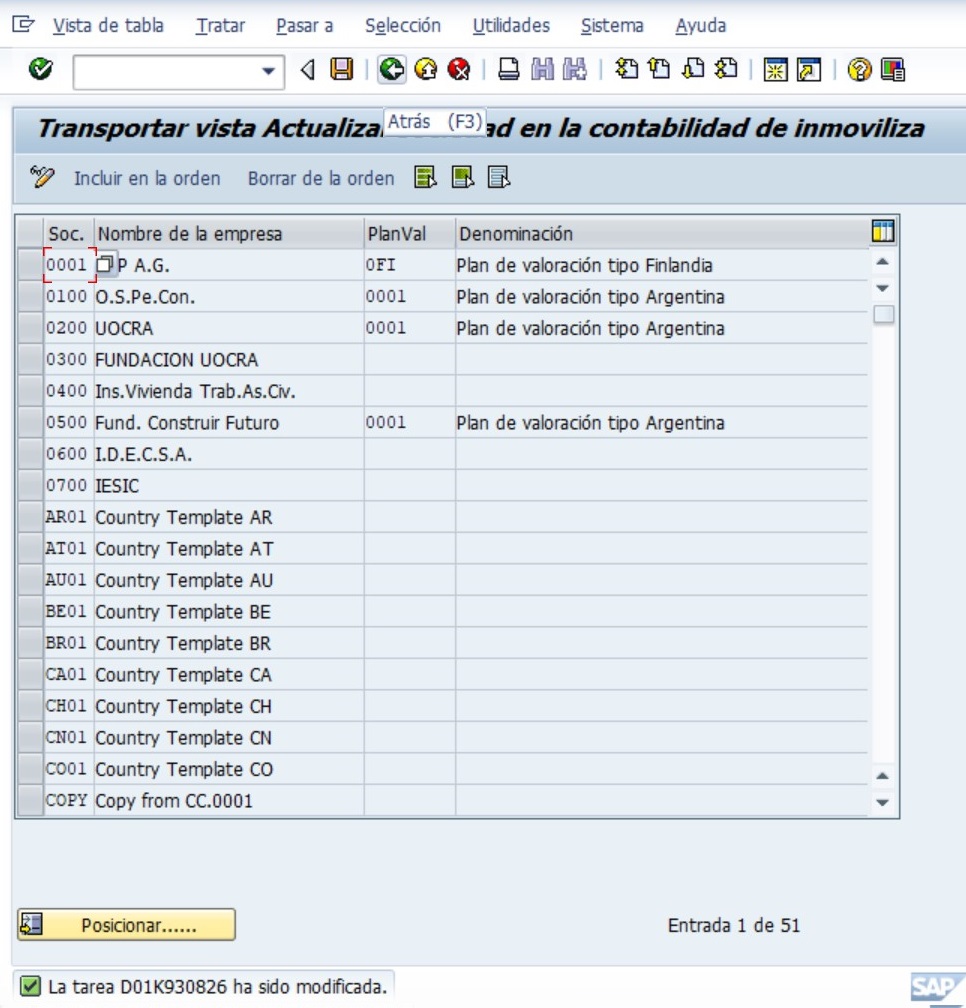 Vista de tabla Tratar Pasar a Selección Utilidades Sistema Ayuda
Transportar vista Actualiza ad en la contabilidad de inmoviliza
Atrás (F3)
Incluir en la orden Borrar de la orden
Soc. Nombre de la empresa PlanVal Denominación
0001 P A.G. 0FI Plan de valoración tipo Finlandia
0100 O.S.Pe.Con. 0001 Plan de valoración tipo Argentina
0200 UOCRA 0001 Plan de valoración tipo Argentina
0300 FUNDACION UOCRA
0400 Ins.Vivienda Trab.As.Civ.
0500 Fund. Construir Futuro 0001 Plan de valoración tipo Argentina
0600 I.D.E.C.S.A.
0700 IESIC
AR01 Country Template AR
AT01 Country Template AT
AU01 Country Template AU
BE01 Country Template BE
BR01 Country Template BR
CA01 Country Template CA
CH01 Country Template CH
CN01 Country Template CN
CO01 Country Template CO
COPY Copy from CC.0001
Posicionar...... Entrada 1 de 51
La tarea D01K930826 ha sido modificada.
SAP